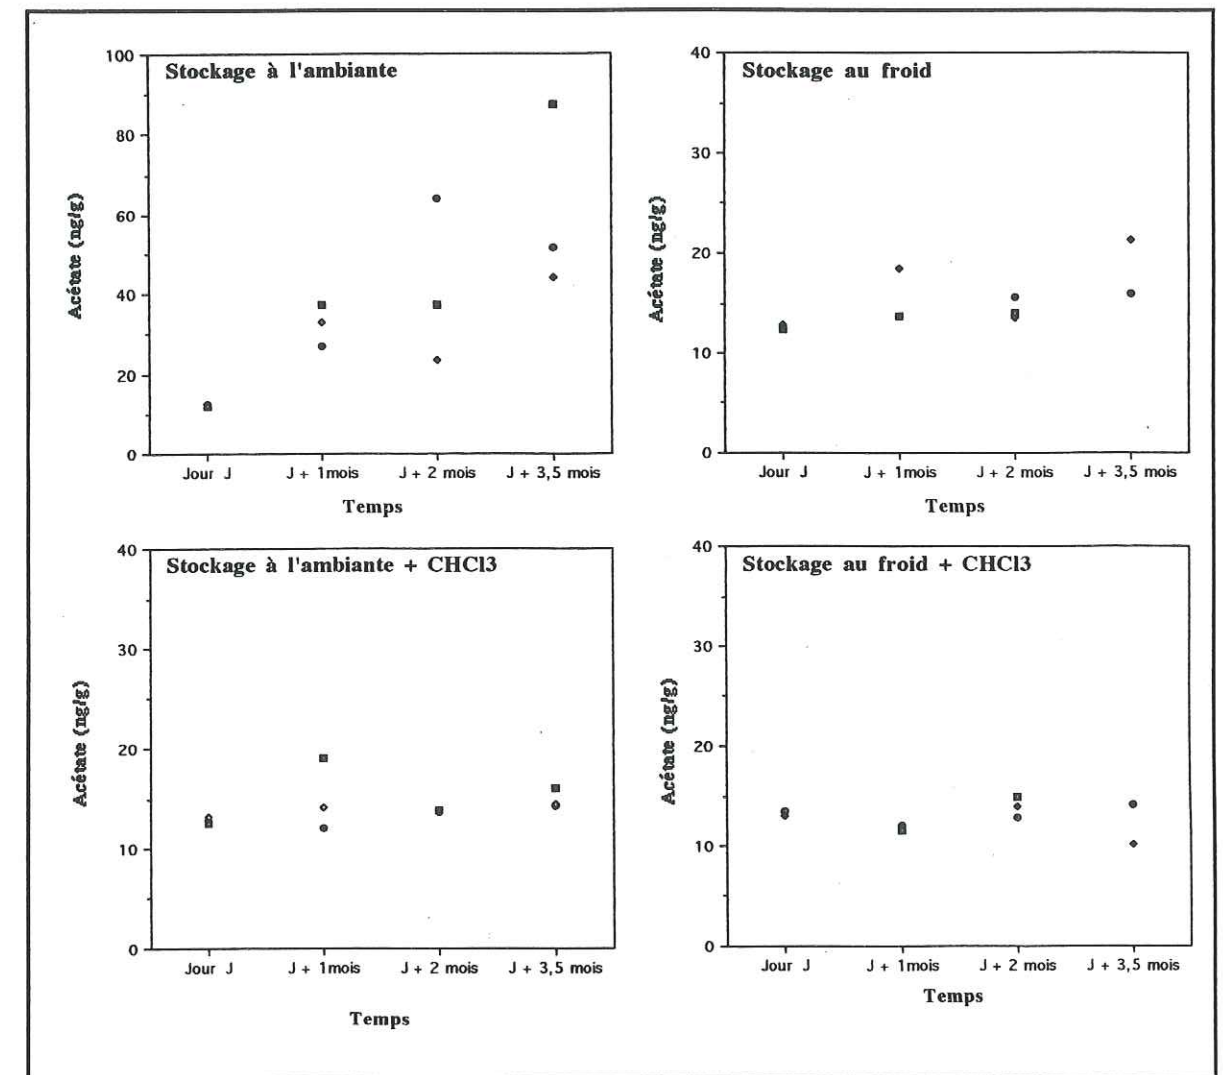 Stockage à l'ambiante
100
80
60
40
20
0
Acétate (ng/g)
Jour J
J + 1mois
J + 2 mois
J + 3,5 mois
Temps
Stockage au froid
40
30
20
10
0
Acétate (ng/g)
Jour J
J + 1mois
J + 2 mois
J + 3,5 mois
Temps
Stockage à l'ambiante + CHCl3
40
30
20
10
0
Acétate (ng/g)
Jour J
J + 1mois
J + 2 mois
J + 3,5 mois
Temps
Stockage au froid + CHCl3
40
30
20
10
0
Acétate (ng/g)
Jour J
J + 1mois
J + 2 mois
J + 3,5 mois
Temps